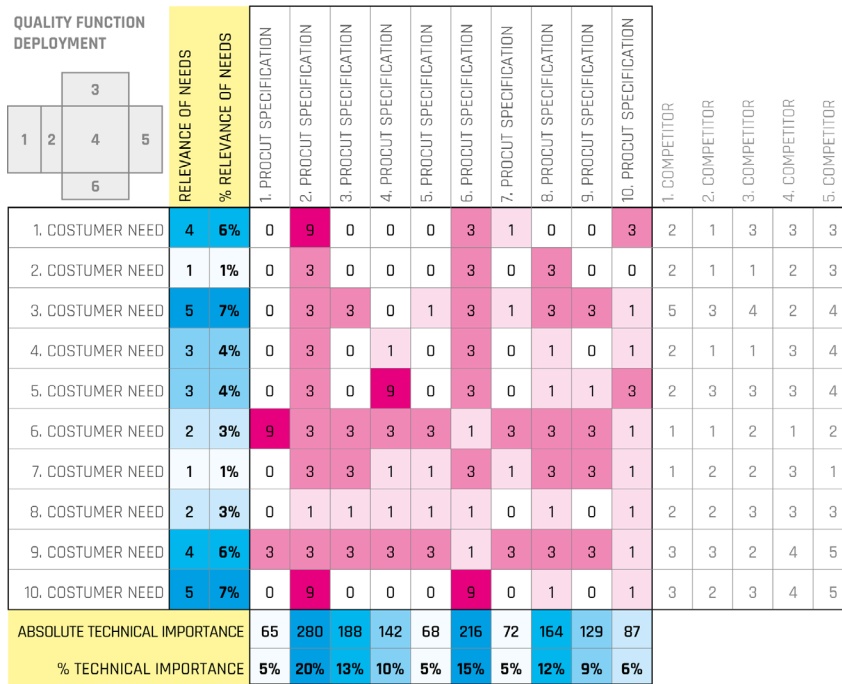 QUALITY FUNCTION
DEPLOYMENT
3
1 2 4 5
6
RELEVANCE OF NEEDS
% RELEVANCE OF NEEDS
1. PROCUT SPECIFICATION
2. PROCUT SPECIFICATION
3. PROCUT SPECIFICATION
4. PROCUT SPECIFICATION
5. PROCUT SPECIFICATION
6. PROCUT SPECIFICATION
7. PROCUT SPECIFICATION
8. PROCUT SPECIFICATION
9. PROCUT SPECIFICATION
10. PROCUT SPECIFICATION
1. COMPETITOR
2. COMPETITOR
3. COMPETITOR
4. COMPETITOR
5. COMPETITOR
1. COSTUMER NEED 4 6% 0 9 0 0 0 3 1 0 0 3 2 1 3 3 3
2. COSTUMER NEED 1 1% 0 3 0 0 0 3 0 3 0 0 2 1 1 2 3
3. COSTUMER NEED 5 7% 0 3 3 0 1 3 1 3 3 1 5 3 4 2 4
4. COSTUMER NEED 3 4% 0 3 0 1 0 3 0 1 0 1 2 1 1 3 4
5. COSTUMER NEED 3 4% 0 3 0 9 0 3 0 1 1 3 2 3 3 3 4
6. COSTUMER NEED 2 3% 9 3 3 3 3 1 3 3 3 1 1 1 2 1 2
7. COSTUMER NEED 1 1% 0 3 3 1 1 3 1 3 3 1 1 2 2 3 1
8. COSTUMER NEED 2 3% 0 1 1 1 1 1 0 1 0 1 2 2 3 3 3
9. COSTUMER NEED 4 6% 3 3 3 3 3 1 3 3 3 1 3 3 2 4 5
10. COSTUMER NEED 5 7% 0 9 0 0 0 9 0 1 0 1 3 2 3 4 5
ABSOLUTE TECHNICAL IMPORTANCE 65 280 188 142 68 216 72 164 129 87
% TECHNICAL IMPORTANCE 5% 20% 13% 10% 5% 15% 5% 12% 9% 6%